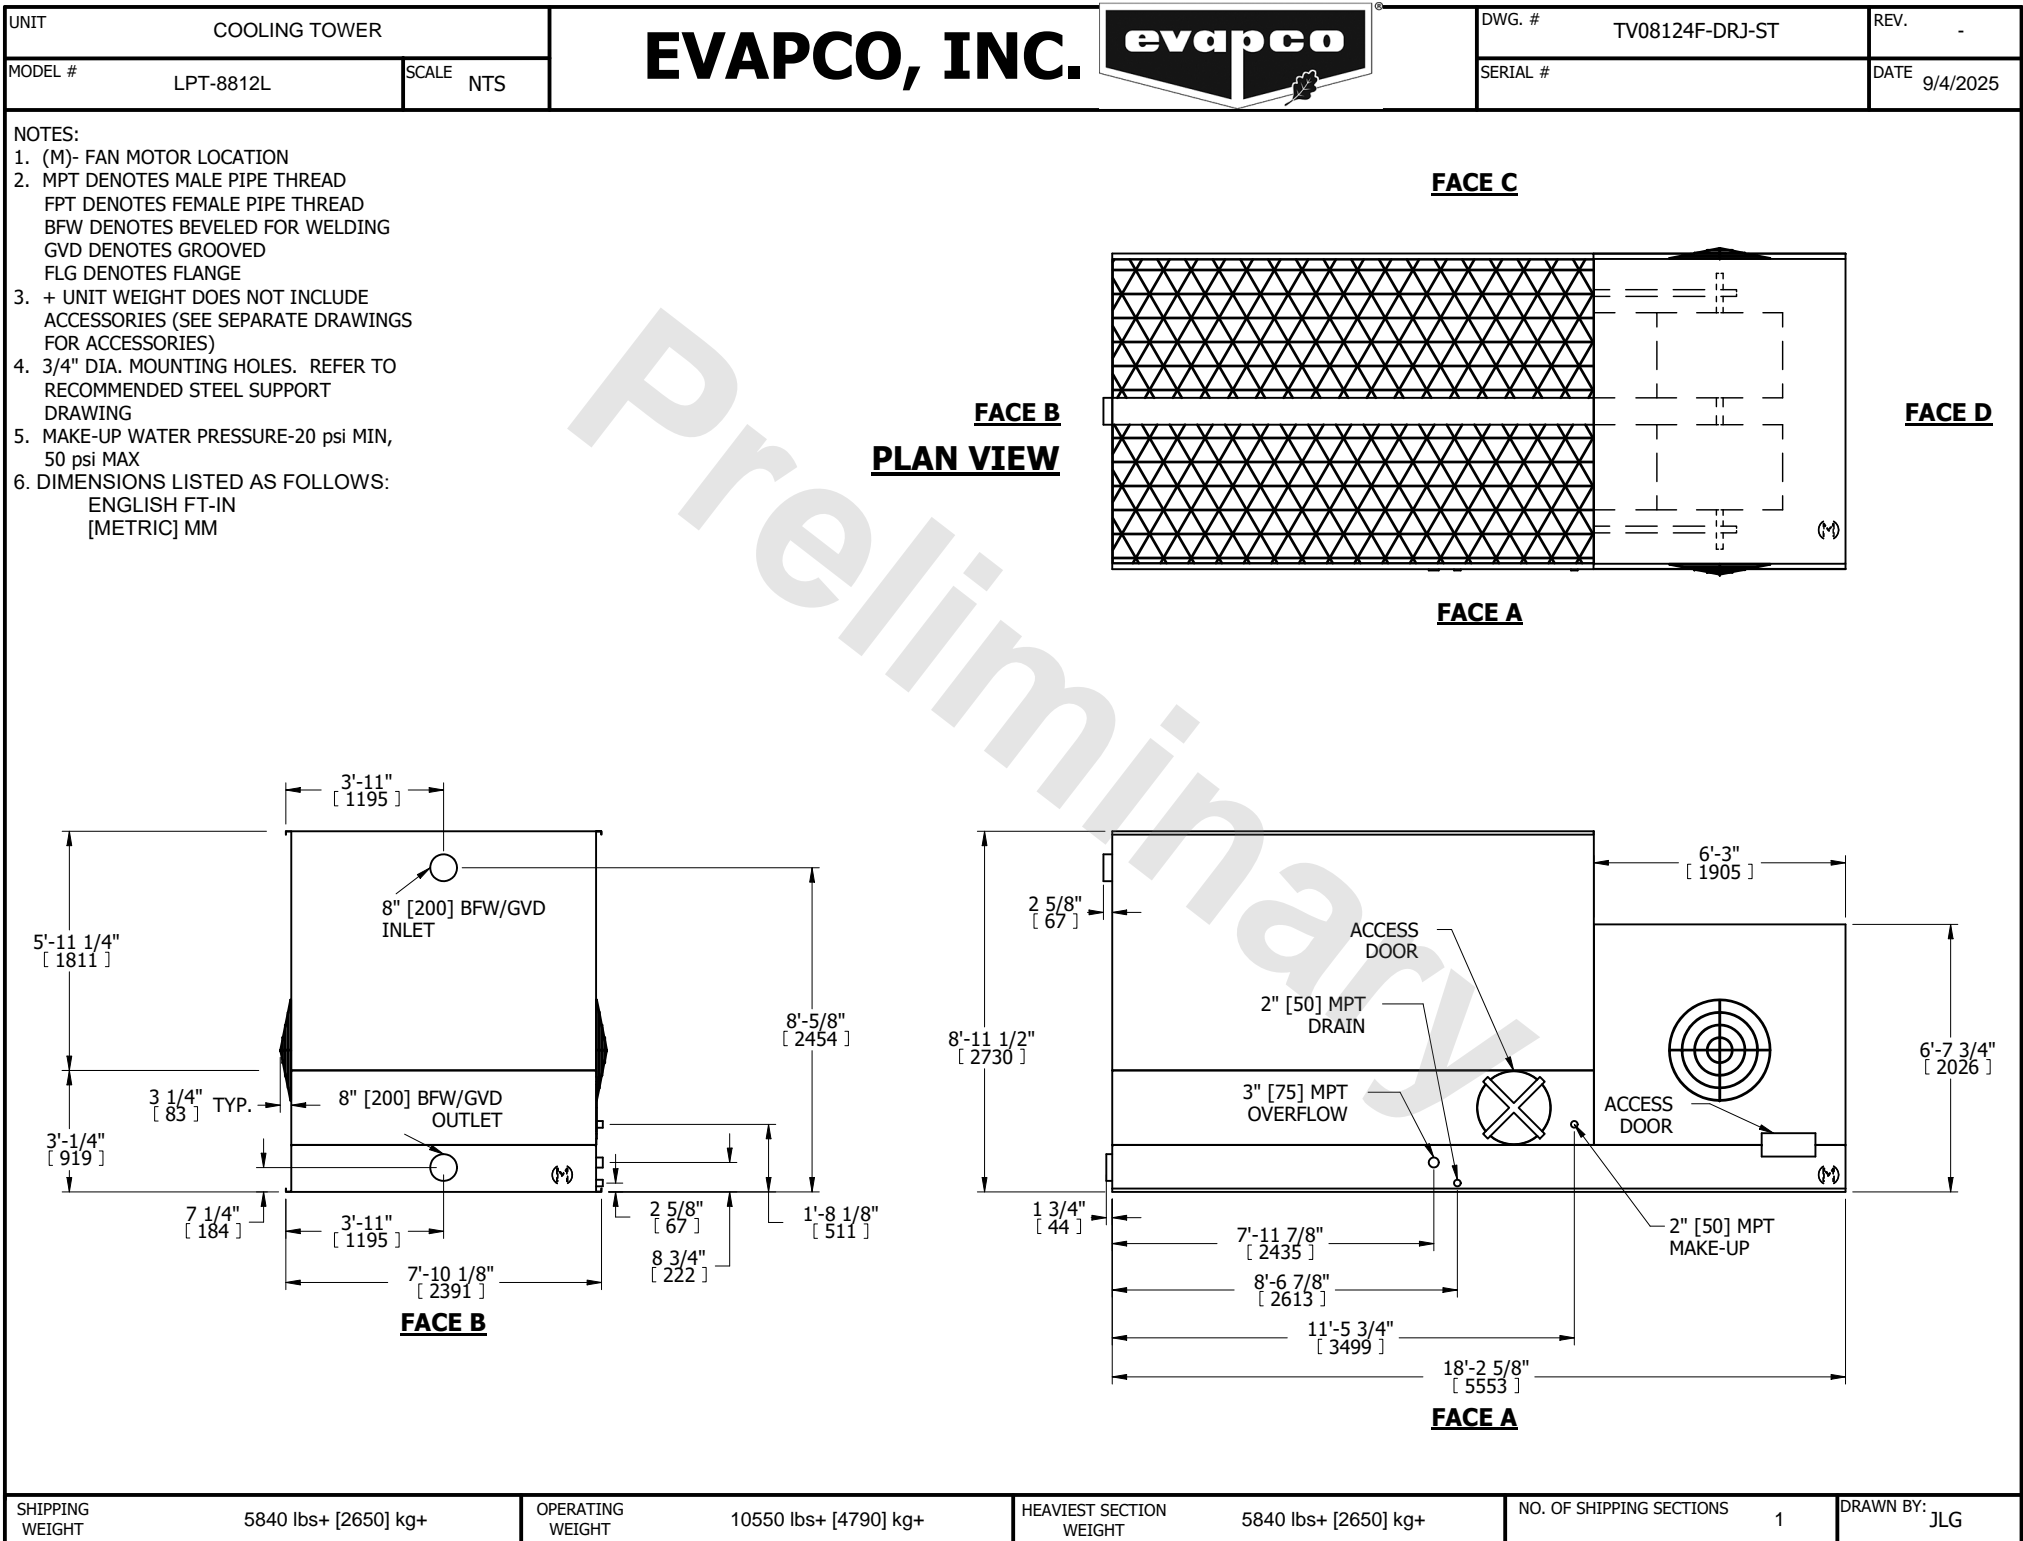 UNIT
COOLING TOWER
MODEL #
LPT-8812L
SCALE
NTS
EVAPCO, INC.
evapco
®
DWG. #
TV08124F-DRJ-ST
REV.
-
SERIAL #
DATE
9/4/2025
NOTES:
1. (M)- FAN MOTOR LOCATION
2. MPT DENOTES MALE PIPE THREAD
FPT DENOTES FEMALE PIPE THREAD
BFW DENOTES BEVELED FOR WELDING
GVD DENOTES GROOVED
FLG DENOTES FLANGE
3. + UNIT WEIGHT DOES NOT INCLUDE
ACCESSORIES (SEE SEPARATE DRAWINGS
FOR ACCESSORIES)
4. 3/4" DIA. MOUNTING HOLES. REFER TO
RECOMMENDED STEEL SUPPORT
DRAWING
5. MAKE-UP WATER PRESSURE-20 psi MIN,
50 psi MAX
6. DIMENSIONS LISTED AS FOLLOWS:
ENGLISH FT-IN
[METRIC] MM
FACE C
FACE B
PLAN VIEW
FACE D
(M)
FACE A
Preliminary
3'-11"
[ 1195 ]
8" [200] BFW/GVD
INLET
5'-11 1/4"
[ 1811 ]
8'-5/8"
[ 2454 ]
3 1/4"
[ 83 ]
TYP.
8" [200] BFW/GVD
OUTLET
3'-1/4"
[ 919 ]
(M)
7 1/4"
[ 184 ]
3'-11"
[ 1195 ]
2 5/8"
[ 67 ]
1'-8 1/8"
[ 511 ]
8 3/4"
[ 222 ]
7'-10 1/8"
[ 2391 ]
FACE B
6'-3"
[ 1905 ]
2 5/8"
[ 67 ]
ACCESS
DOOR
2" [50] MPT
DRAIN
8'-11 1/2"
[ 2730 ]
6'-7 3/4"
[ 2026 ]
3" [75] MPT
OVERFLOW
ACCESS
DOOR
(M)
1 3/4"
[ 44 ]
2" [50] MPT
MAKE-UP
7'-11 7/8"
[ 2435 ]
8'-6 7/8"
[ 2613 ]
11'-5 3/4"
[ 3499 ]
18'-2 5/8"
[ 5553 ]
FACE A
SHIPPING
WEIGHT
5840 lbs+ [2650] kg+
OPERATING
WEIGHT
10550 lbs+ [4790] kg+
HEAVIEST SECTION
WEIGHT
5840 lbs+ [2650] kg+
NO. OF SHIPPING SECTIONS
1
DRAWN BY:
JLG